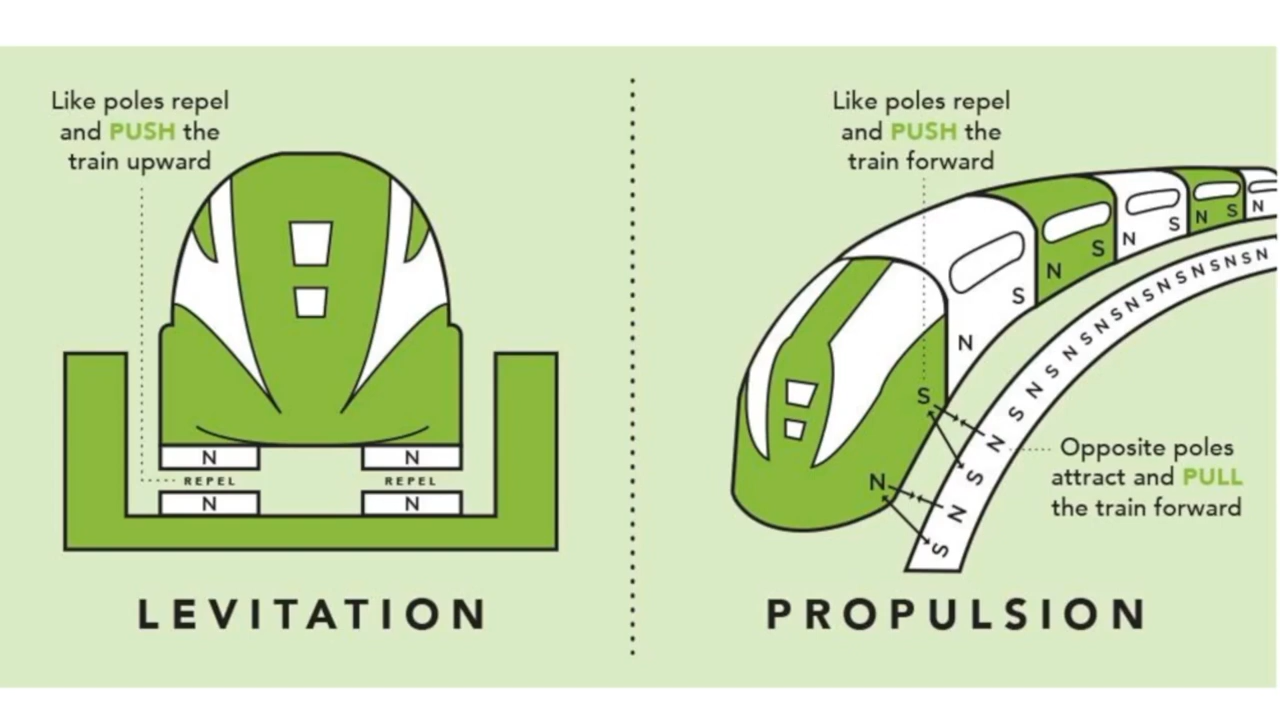 Like poles repel
and PUSH the
train upward
N
N
REPEL
REPEL
N
N
LEVITATION
Like poles repel
and PUSH the
train forward
N S N S N S N S N
N S N S N S N S N S N S N S N S N S
Opposite poles
attract and PULL
the train forward
PROPULSION